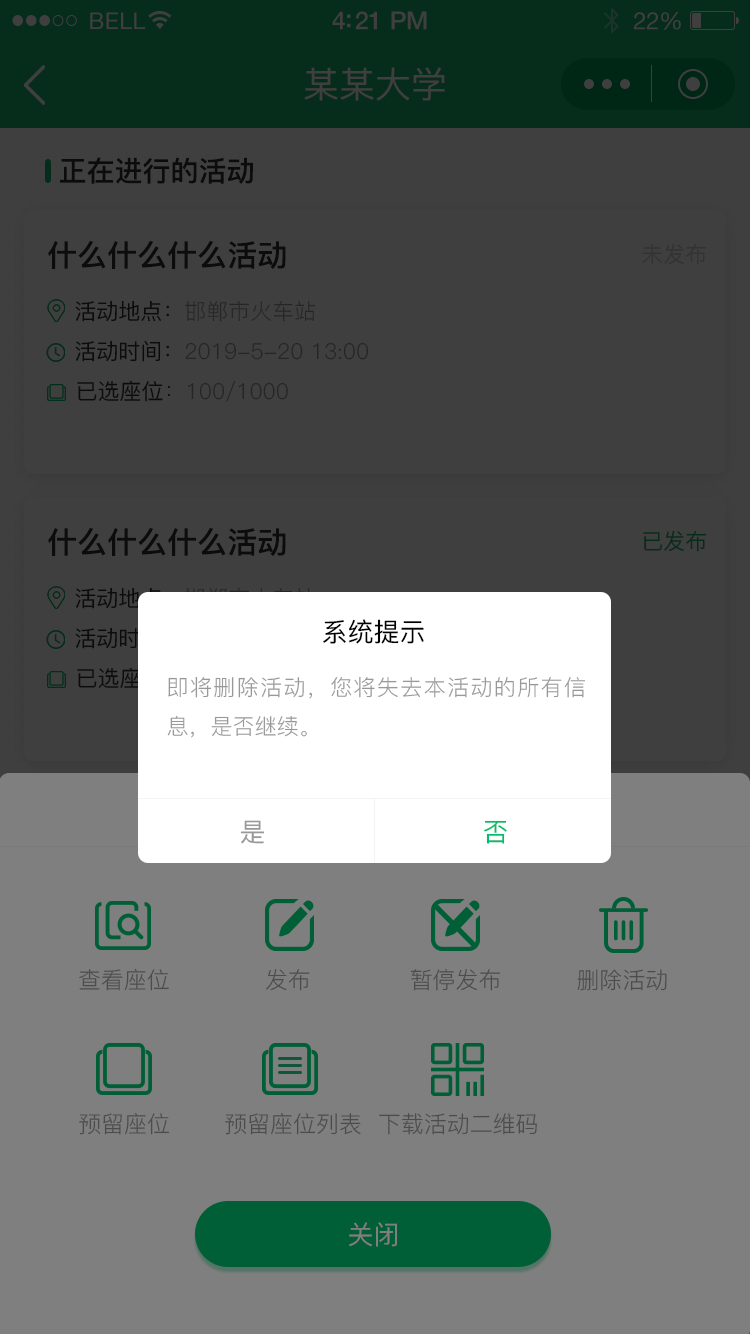 BELL 4:21 PM 22%
某某大学
正在进行的活动
什么什么什么活动 未发布
活动地点： 邯郸市火车站
活动时间： 2019-5-20 13:00
已选座位： 100/1000
什么什么什么活动 已发布
活动地
活动时
已选座
系统提示
即将删除活动，您将失去本活动的所有信
息，是否继续。
是 否
查看座位 发布 暂停发布 删除活动
预留座位 预留座位列表 下载活动二维码
关闭